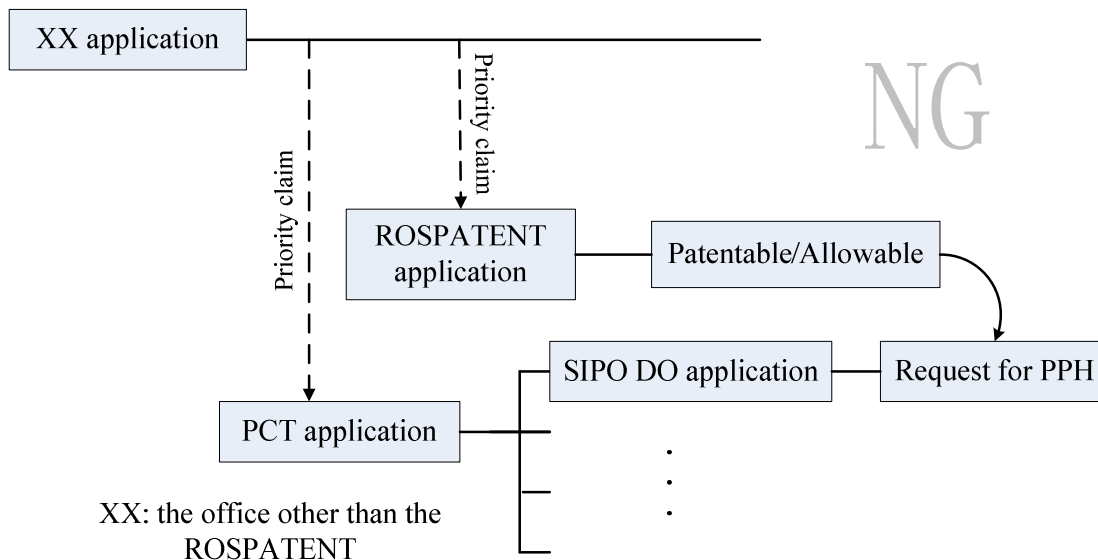 XX application
NG
Priority claim
Priority claim
ROSPATENT
application
Patentable/Allowable
SIPO DO application
Request for PPH
PCT application
XX: the office other than the
ROSPATENT